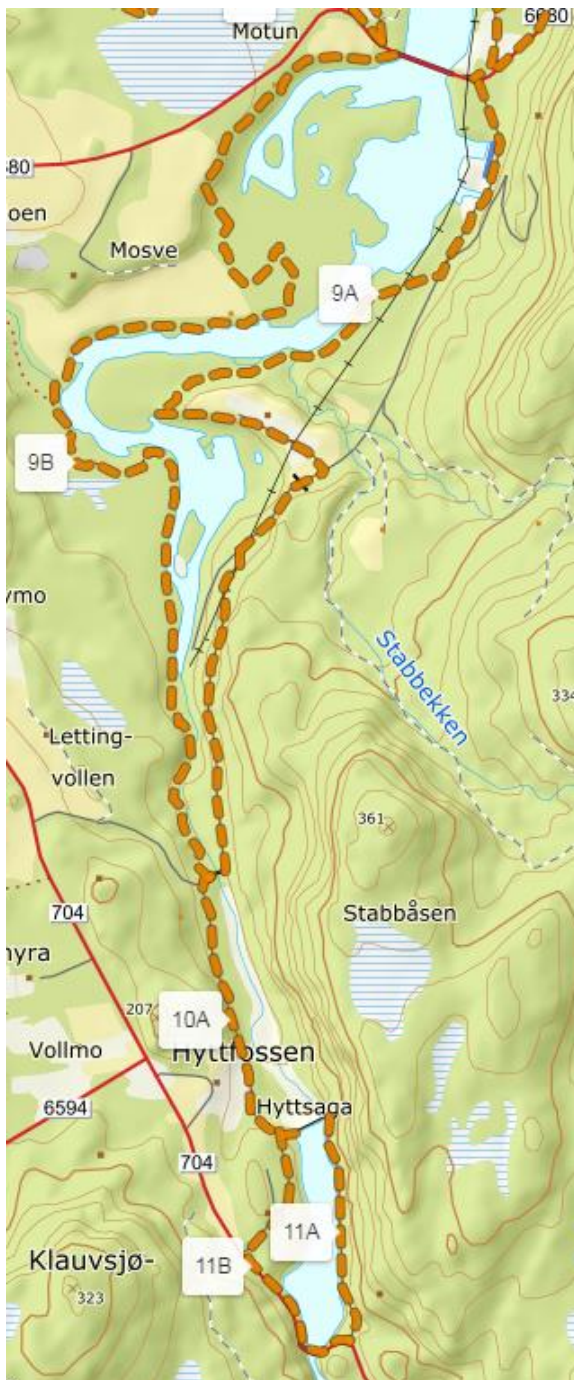 6680
Motun
680
oen
Mosve
9A
9B
ymo
Stabbekken
334
Letting-
vollen
361
704
Stabbåsen
myra
207
10A
Vollmo
Hyttfossen
6594
Hyttsaga
704
11A
11B
Klauvsjø-
323